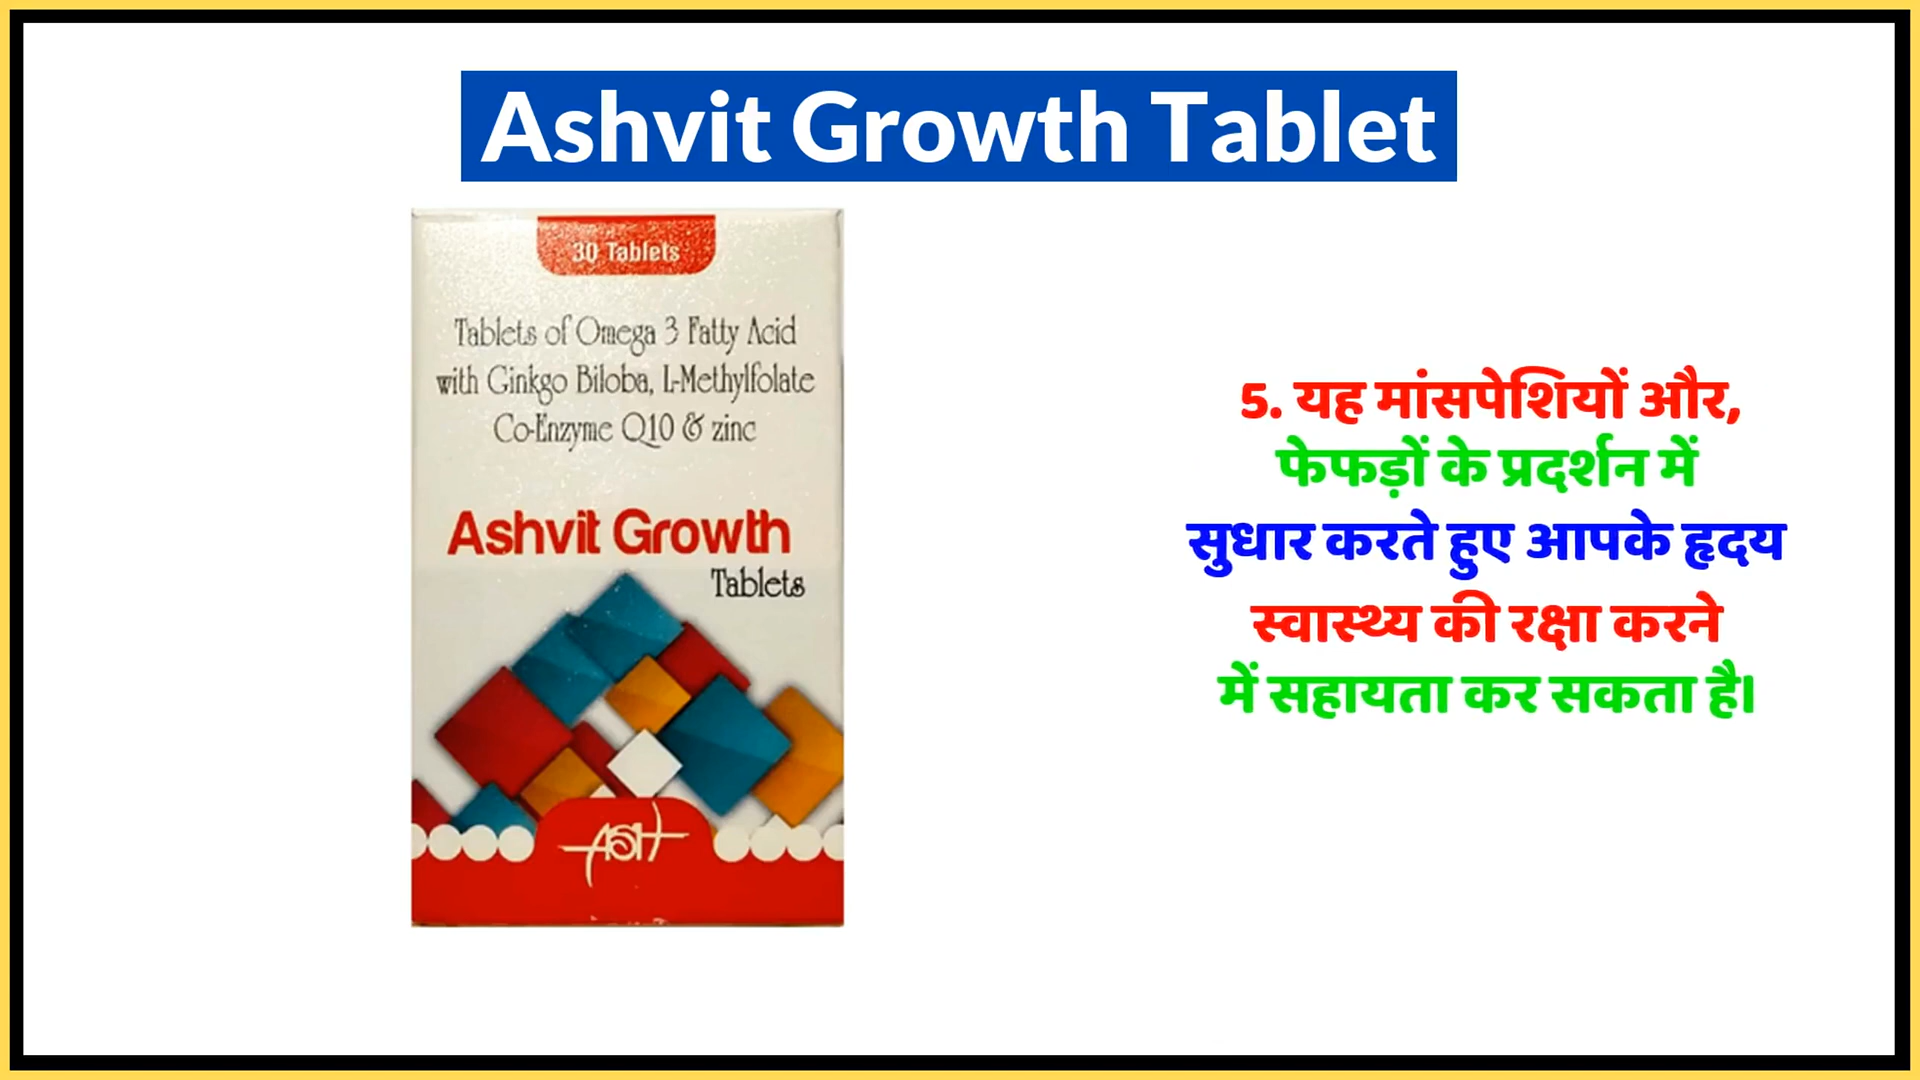 Ashvit Growth Tablet
30 Tablets
Tablets of Omega 3 Fatty Acid
with Ginkgo Biloba, L-Methylfolate
Co-Enzyme Q10 & zinc
Ashvit Growth
Tablets
ASH
5. यह मांसपेशियों और,
फेफड़ों के प्रदर्शन में
सुधार करते हुए आपके हृदय
स्वास्थ्य की रक्षा करने
में सहायता कर सकता है।